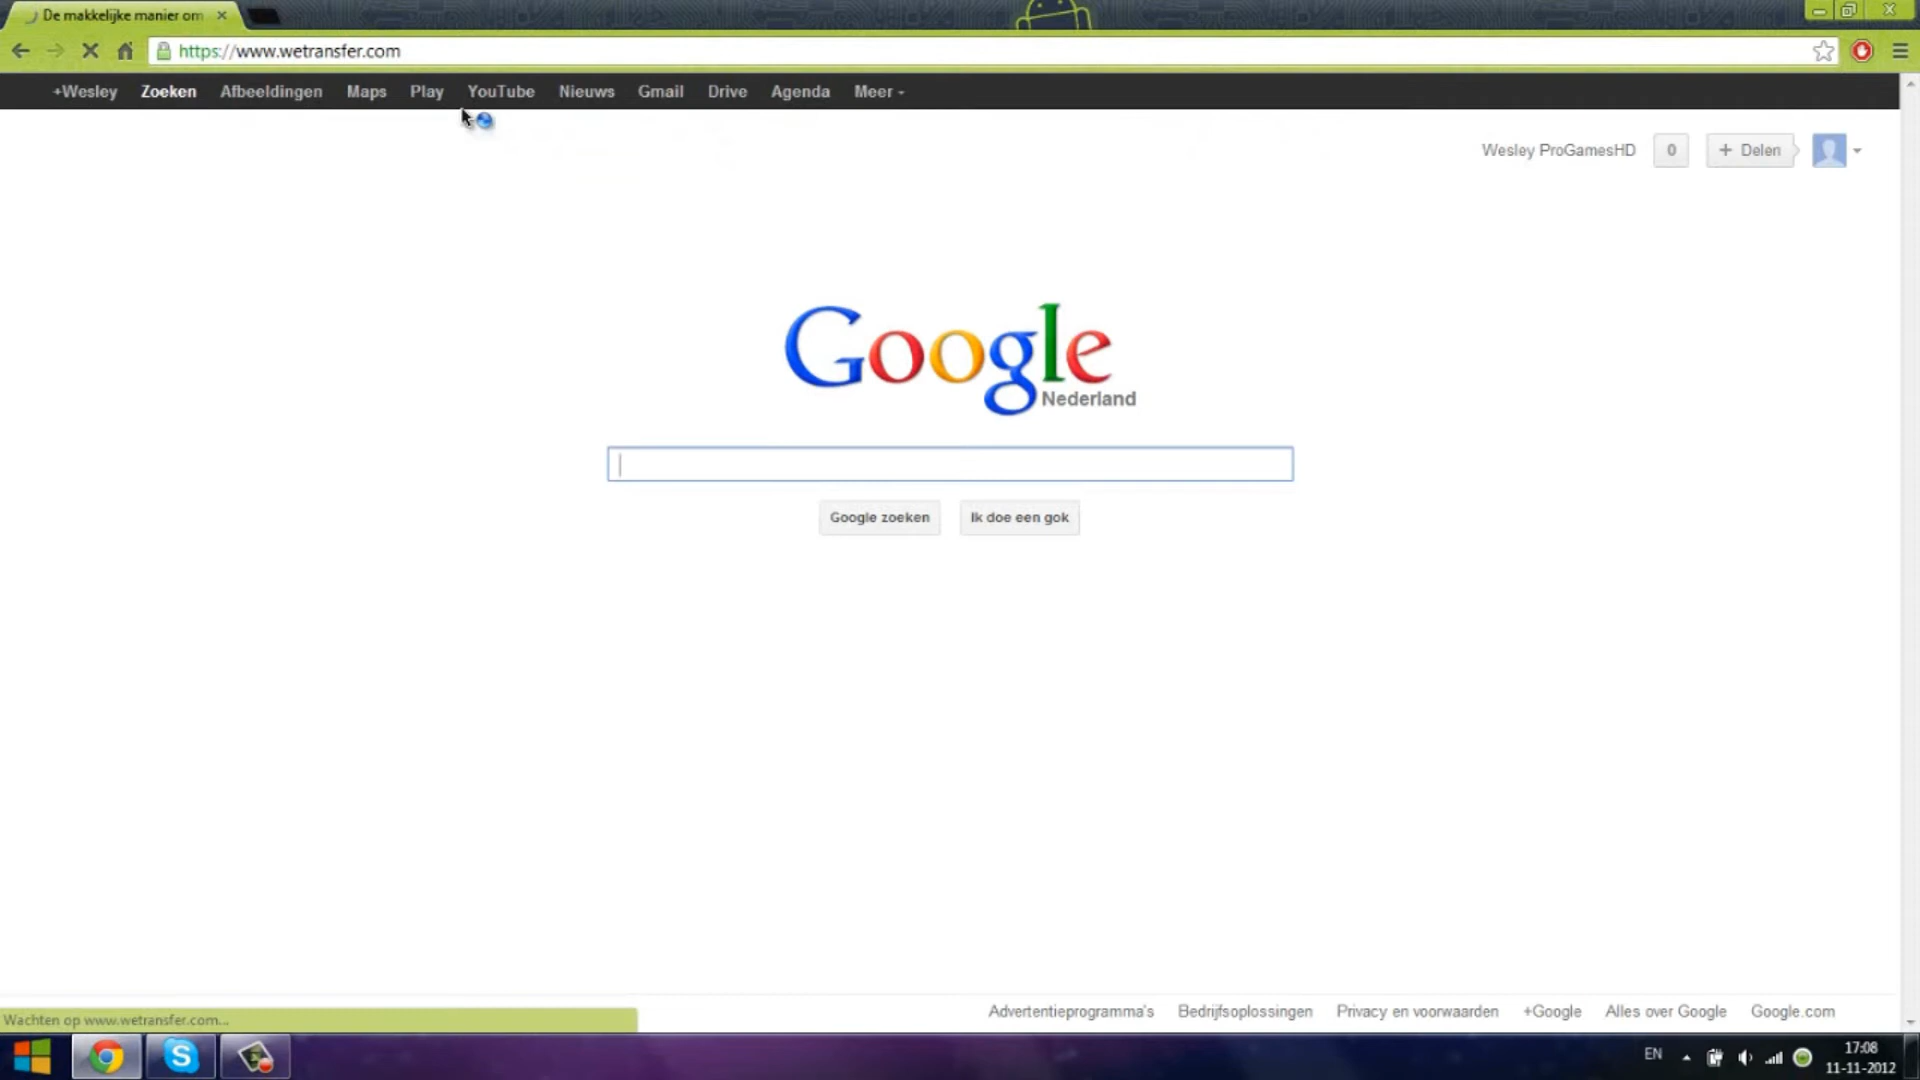 De makkelijke manier om
https://www.wetransfer.com
+Wesley Zoeken Afbeeldingen Maps Play YouTube Nieuws Gmail Drive Agenda Meer
Wesley ProGamesHD 0 + Delen
Google
Nederland
Google zoeken Ik doe een gok
Wachten op www.wetransfer.com...
Advertentieprogramma's Bedrijfsoplossingen Privacy en voorwaarden +Google Alles over Google Google.com
EN 17:08
11-11-2012